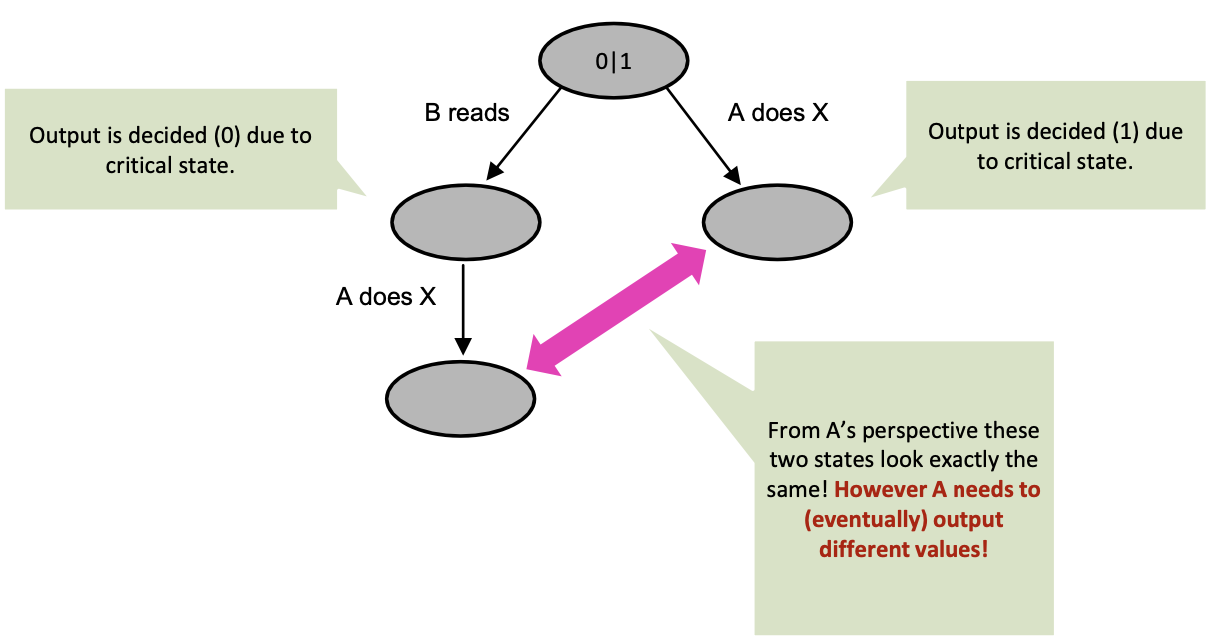 0|1
B reads
A does X
Output is decided (0) due to
critical state.
Output is decided (1) due
to critical state.
A does X
From A’s perspective these
two states look exactly the
same! However A needs to
(eventually) output
different values!